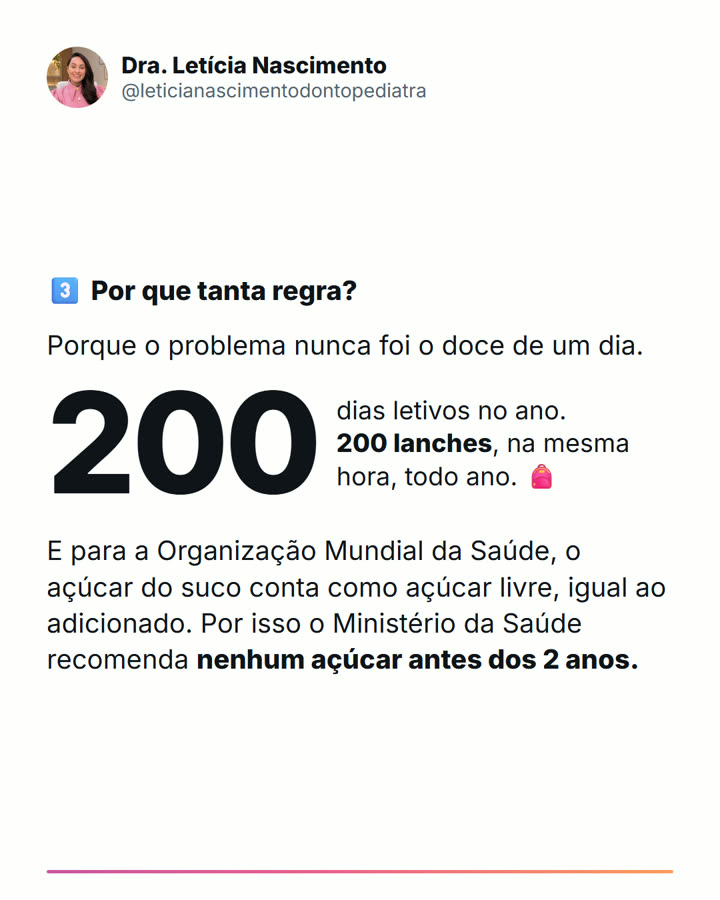 Dra. Letícia Nascimento
@leticianascimentodontopediatra
3️⃣ Por que tanta regra?
Porque o problema nunca foi o doce de um dia.
200
dias letivos no ano.
200 lanches, na mesma
hora, todo ano. 🎒
E para a Organização Mundial da Saúde, o
açúcar do suco conta como açúcar livre, igual ao
adicionado. Por isso o Ministério da Saúde
recomenda nenhum açúcar antes dos 2 anos.